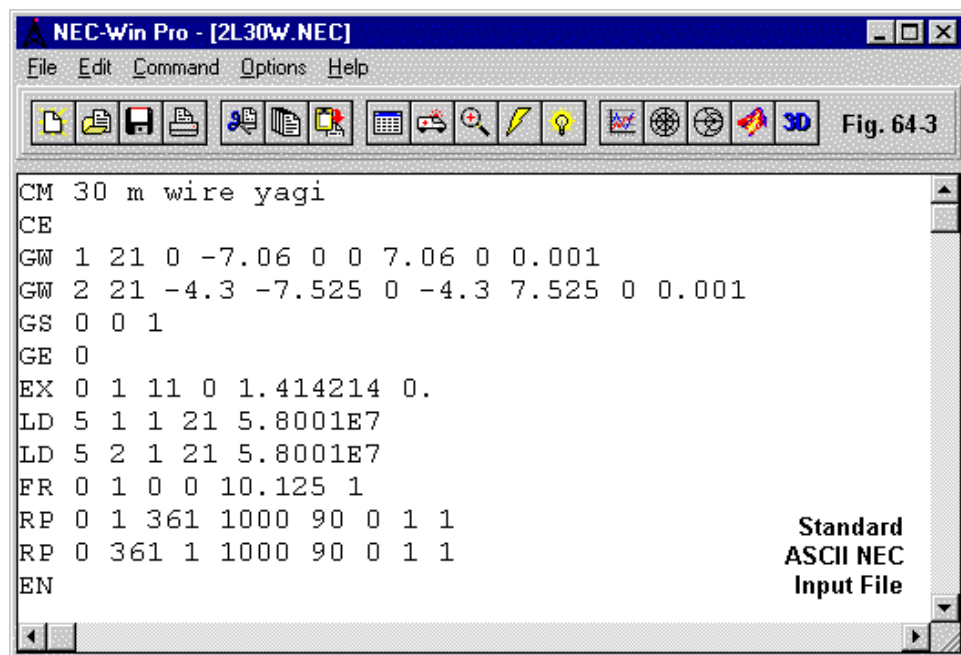 NEC-Win Pro - [2L30W.NEC]
File Edit Command Options Help
3D Fig. 64-3
CM 30 m wire yagi
CE
GW 1 21 0 -7.06 0 0 7.06 0 0.001
GW 2 21 -4.3 -7.525 0 -4.3 7.525 0 0.001
GS 0 0 1
GE 0
EX 0 1 11 0 1.414214 0.
LD 5 1 1 21 5.8001E7
LD 5 2 1 21 5.8001E7
FR 0 1 0 0 10.125 1
RP 0 1 361 1000 90 0 1 1
RP 0 361 1 1000 90 0 1 1
EN
Standard
ASCII NEC
Input File